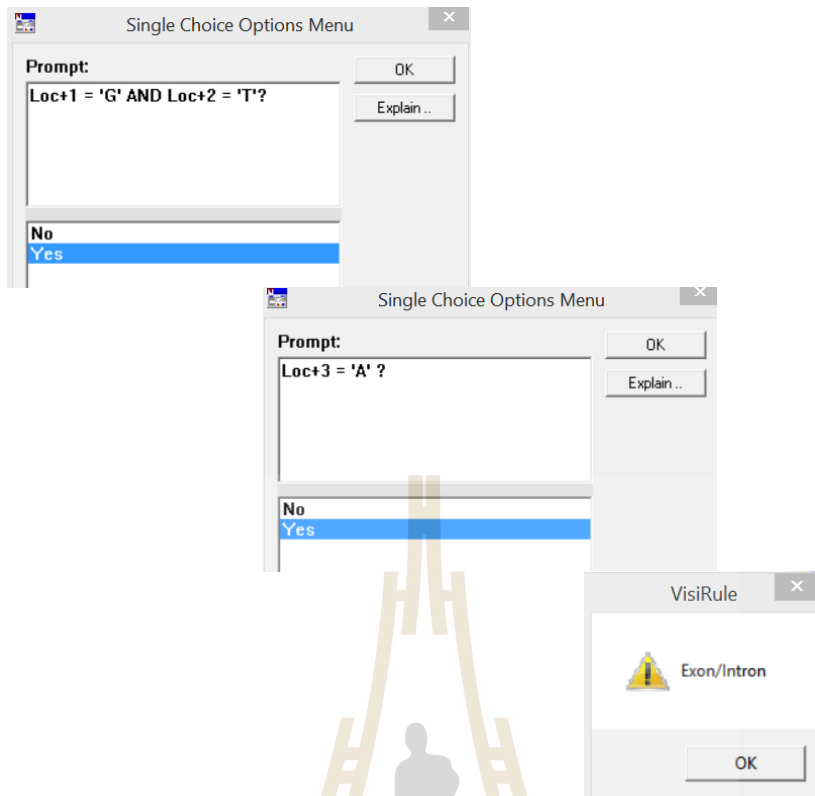 Single Choice Options Menu
Prompt:
OK
Loc+1 = 'G' AND Loc+2 = 'T'?
Explain ..
No
Yes
Single Choice Options Menu
Prompt:
OK
Loc+3 = 'A' ?
Explain ..
No
Yes
VisiRule
Exon/Intron
OK